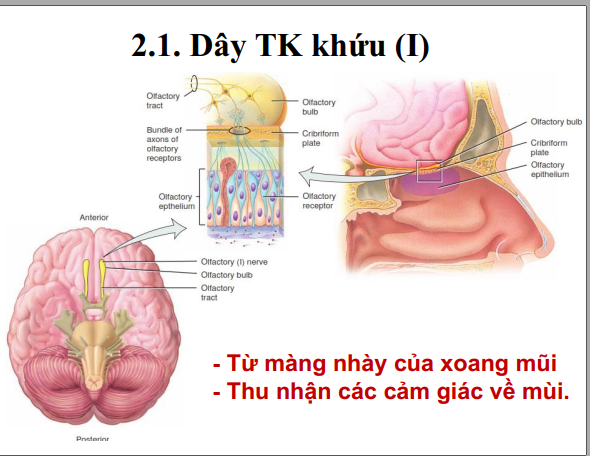 2.1. Dây TK khứu (I)
Olfactory
tract
Bundle of
axons of
olfactory
receptors
Olfactory
epthelium
Olfactory
bulb
Cribriform
plate
Olfactory
receptor
Olfactory bulb
Cribriform
plate
Olfactory
epithelium
Anterior
Olfactory (I) nerve
Olfactory bulb
Olfactory
tract
Posterior
- Từ màng nhày của xoang mũi
- Thu nhận các cảm giác về mùi.